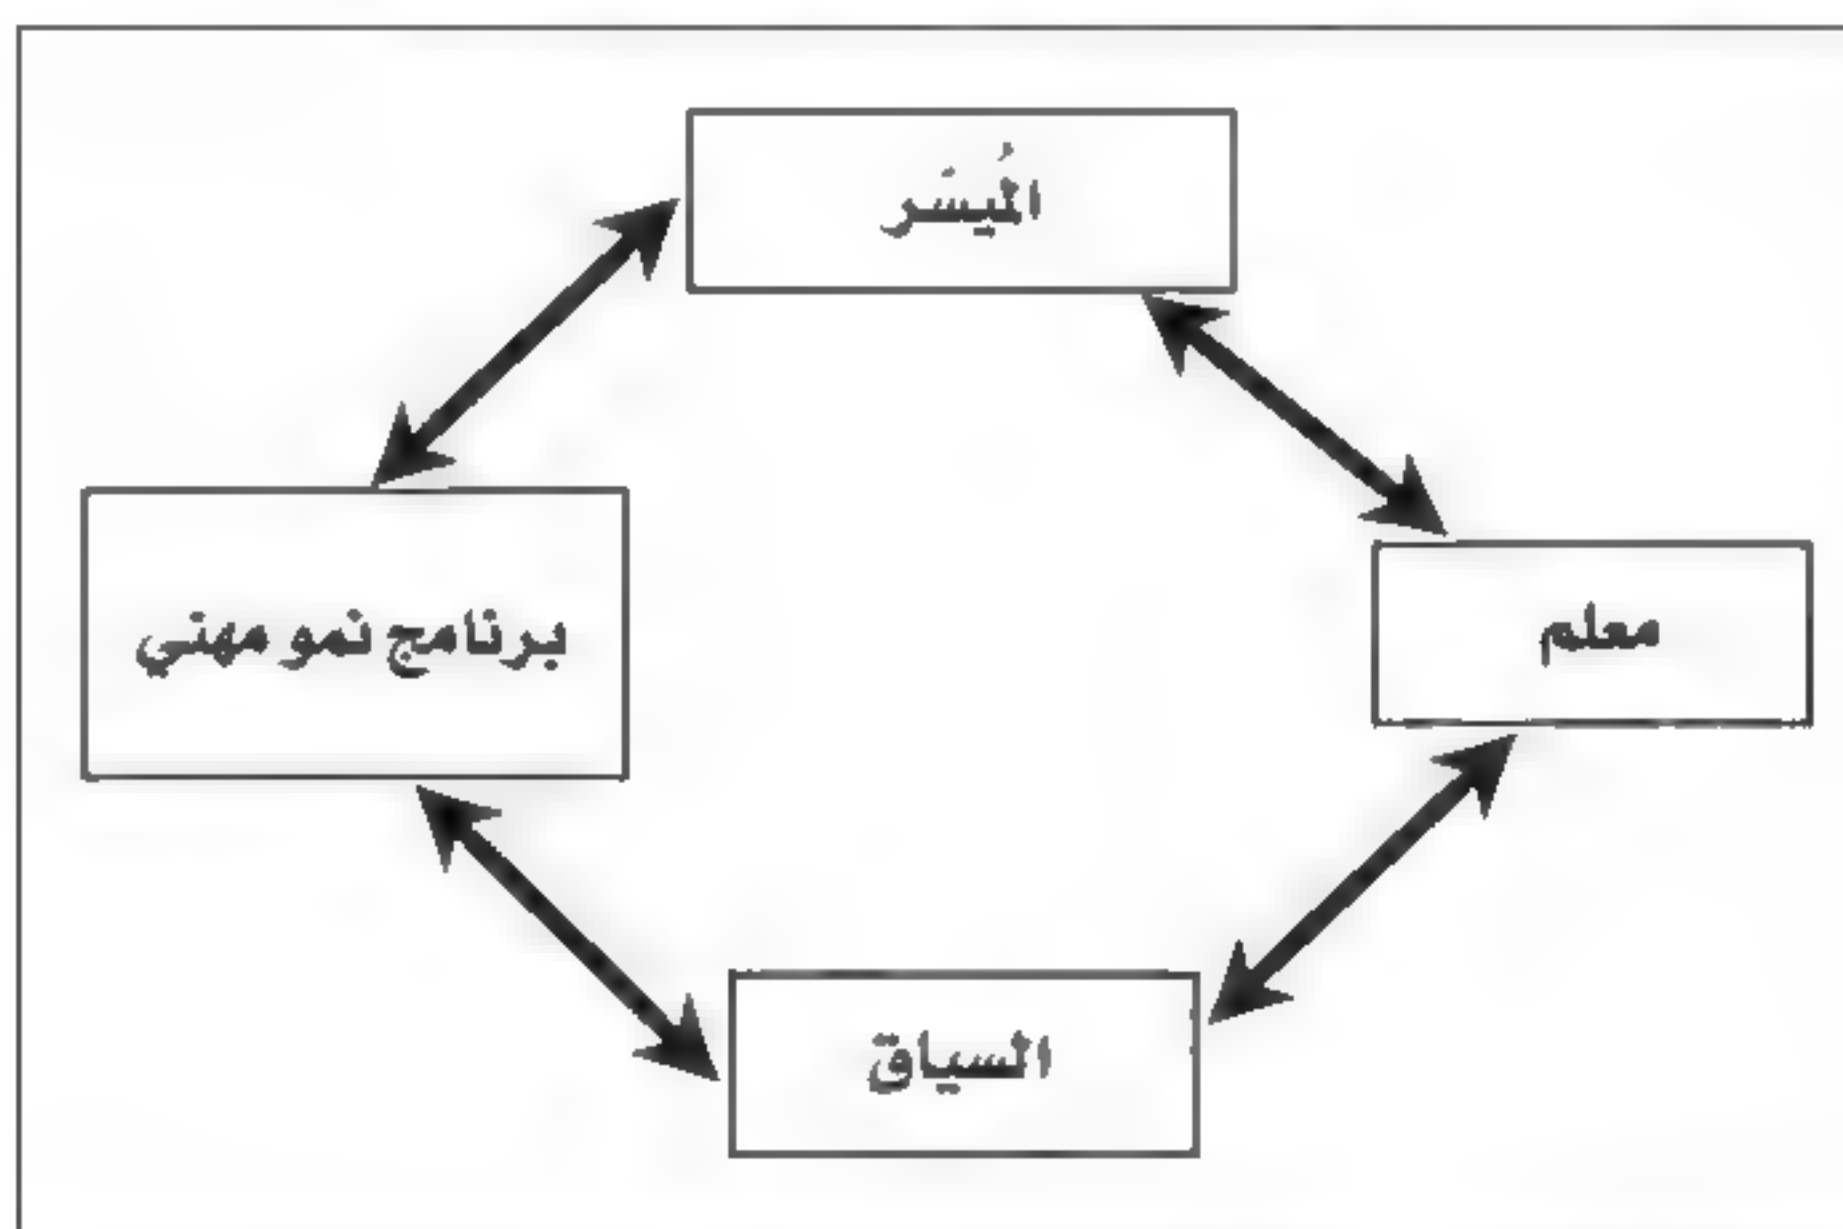 المُيسَر
معلم
برنامج نمو مهني
السياق